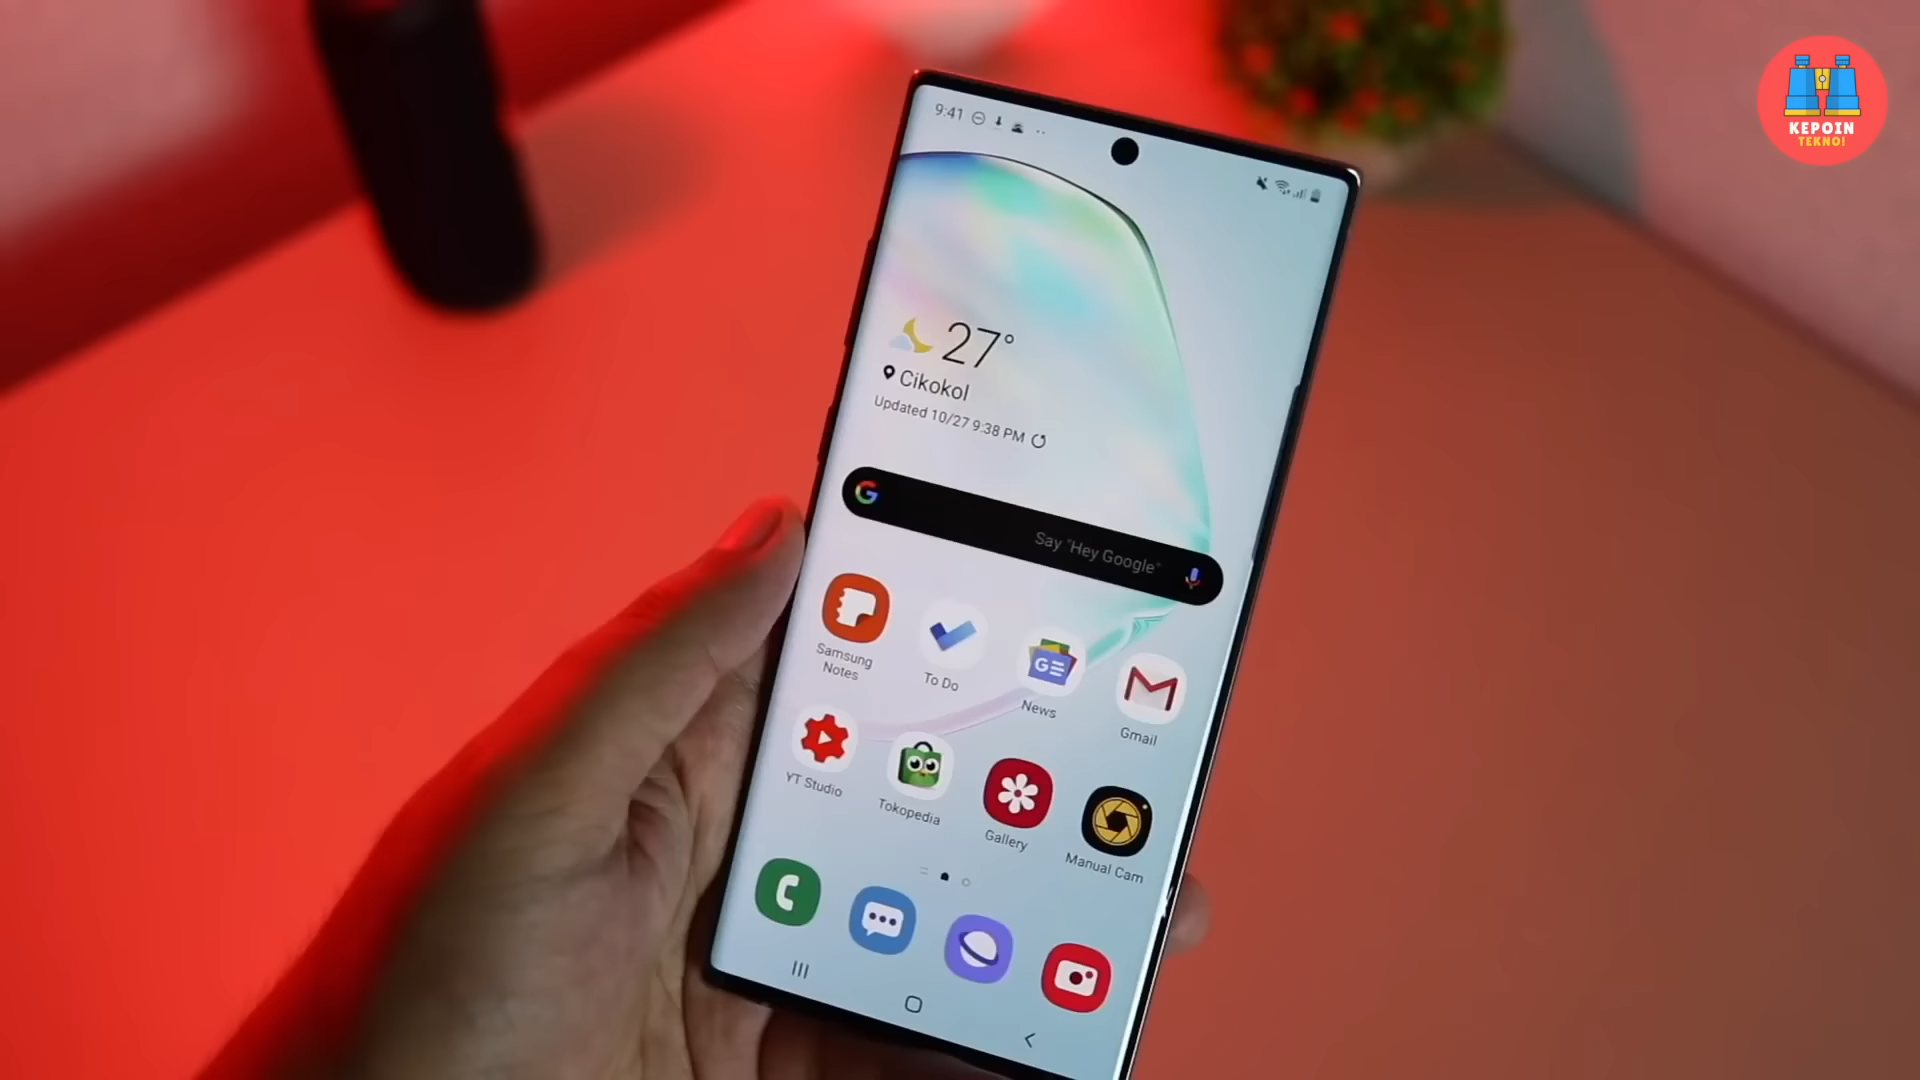 KEPOIN
TEKNO!
9:41
27°
Cikokol
Updated 10/27 9:38 PM
Say "Hey Google"
Samsung
Notes
To Do
News
Gmail
YT Studio
Tokopedia
Gallery
Manual Cam